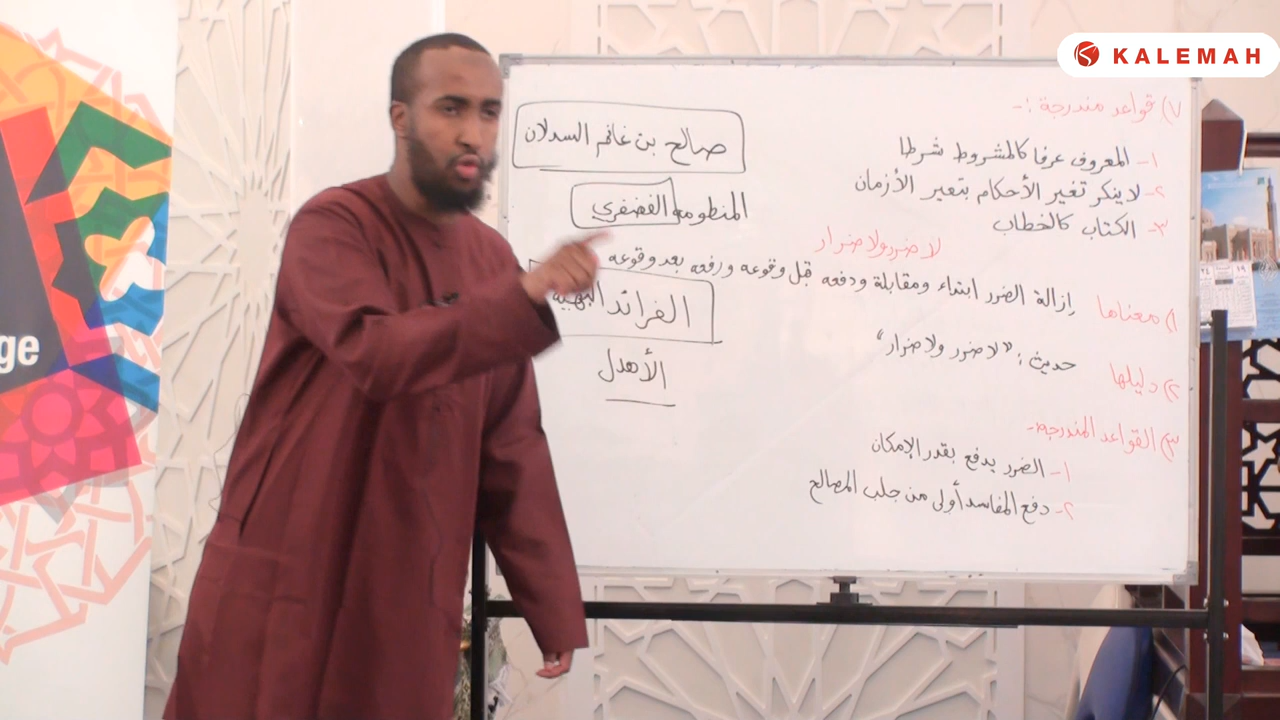 KALEMAH
٧) قواعد مندرجة :-
١- المعروف عرفا كالمشروط شرطا
٢- لا ينكر تغير الأحكام بتغير الأزمان
٣- الكتاب كالخطاب
لا ضرر ولا ضرار
١) معناها
إزالة الضرر ابتداء ومقابلة ودفعه قبل وقوعه ورفعه بعد وقوعه
٢) دليلها
حديث : "لا ضرر ولا ضرار"
٣) القواعد المندرجة-
١- الضرر يدفع بقدر الإمكان
٢- دفع المفاسد أولى من جلب المصالح
صالح بن غانم السدلان
المنظومة
الفرائد البهية
الأهدل
ge